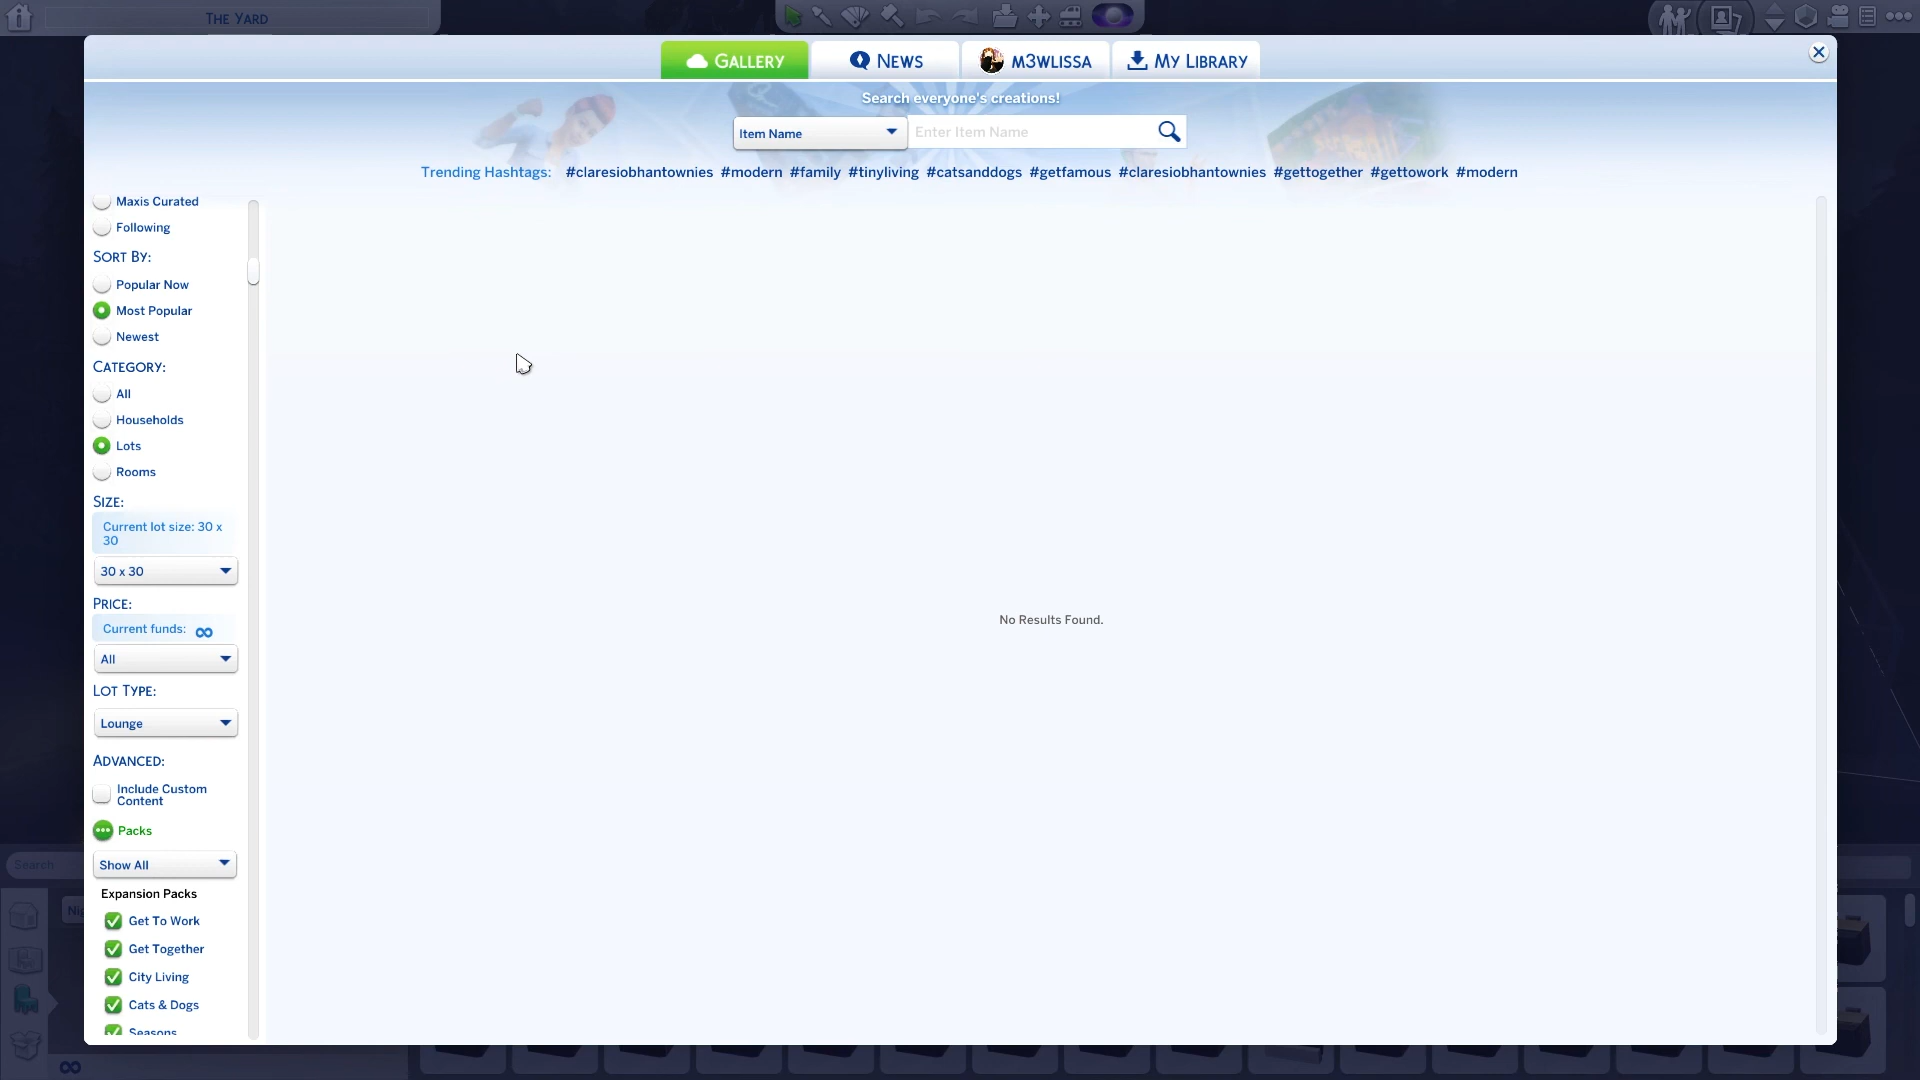 THE YARD
GALLERY
NEWS
M3WLISSA
MY LIBRARY
Search everyone's creations!
Item Name
Enter Item Name
Trending Hashtags: #claresiobhantownies #modern #family #tinyliving #catsanddogs #getfamous #claresiobhantownies #gettogether #gettowork #modern
Maxis Curated
Following
SORT BY:
Popular Now
Most Popular
Newest
CATEGORY:
All
Households
Lots
Rooms
SIZE:
Current lot size: 30 x
30
30 x 30
PRICE:
Current funds: ∞
All
LOT TYPE:
Lounge
ADVANCED:
Include Custom
Content
Packs
Show All
Expansion Packs
Get To Work
Get Together
City Living
Cats & Dogs
Seasons
No Results Found.
Search
∞